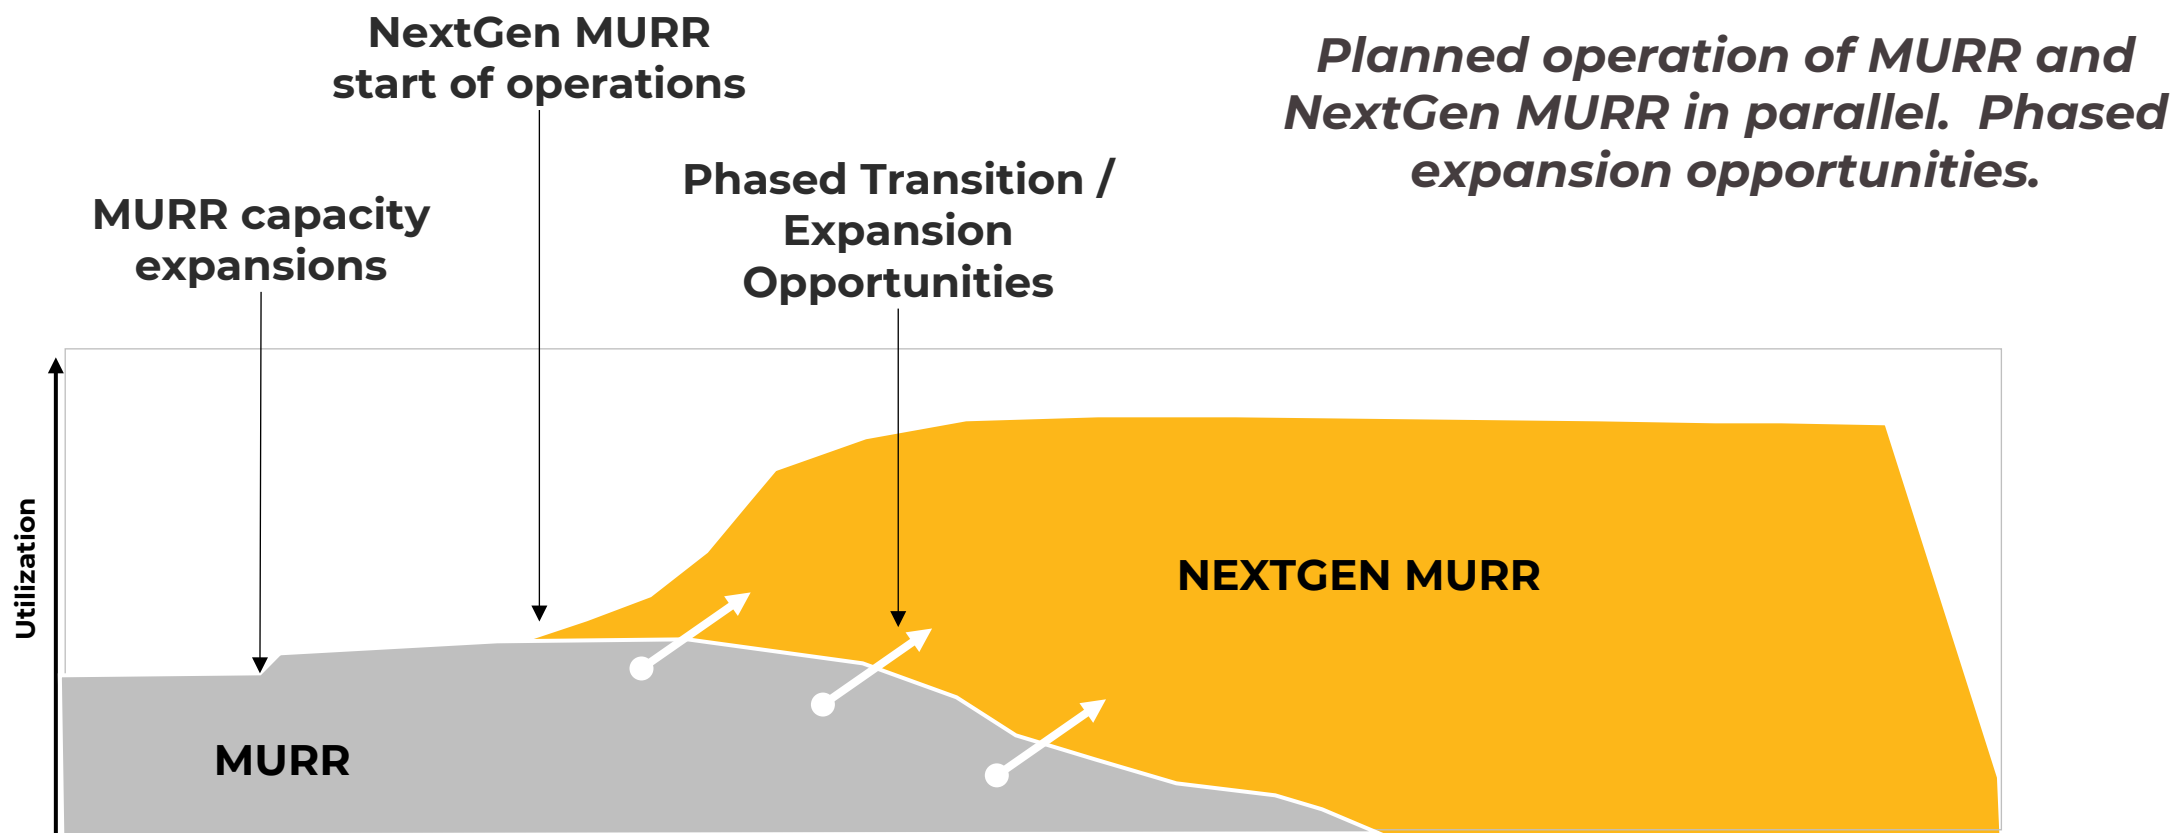 NextGen MURR
start of operations
Planned operation of MURR and
NextGen MURR in parallel.  Phased
expansion opportunities.
Phased Transition /
Expansion
Opportunities
MURR capacity
expansions
Utilization
NEXTGEN MURR
MURR